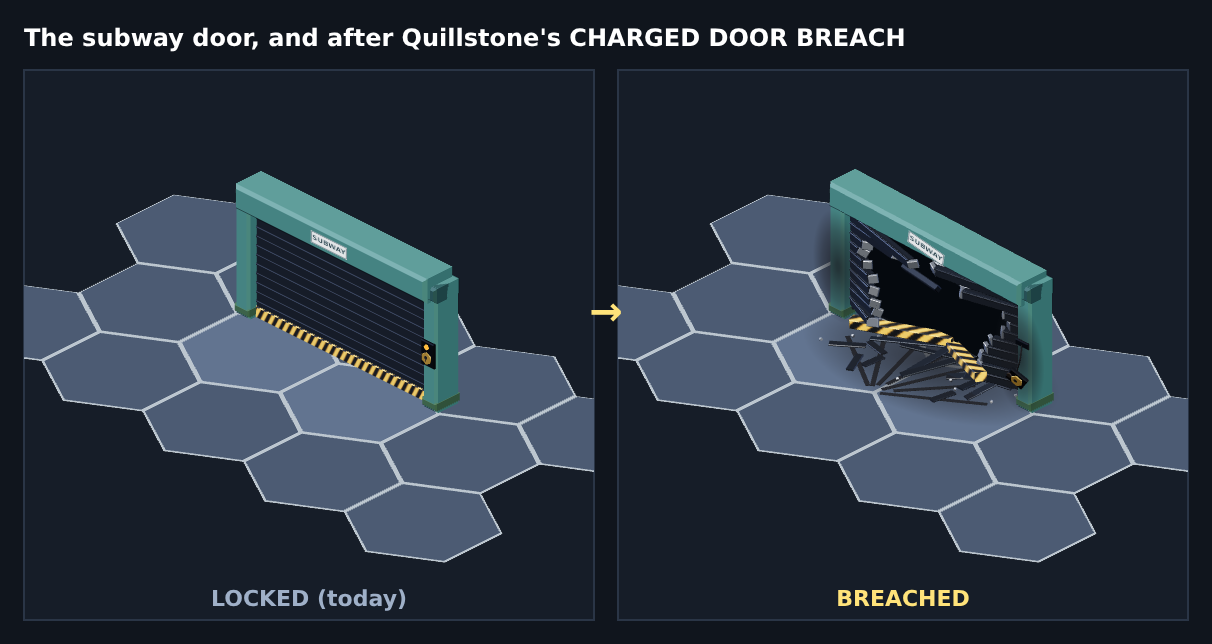 The subway door, and after Quillstone's CHARGED DOOR BREACH
SUBWAY
SUBWAY
→
LOCKED (today)
BREACHED